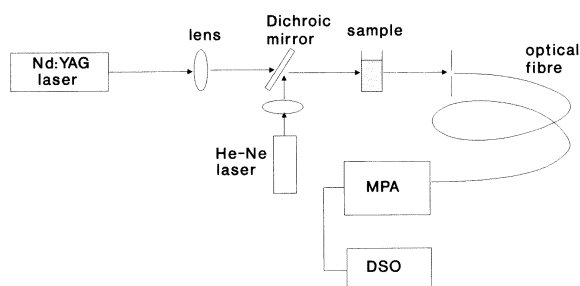 Nd:YAG
laser
lens
Dichroic
mirror
sample
optical
fibre
He-Ne
laser
MPA
DSO